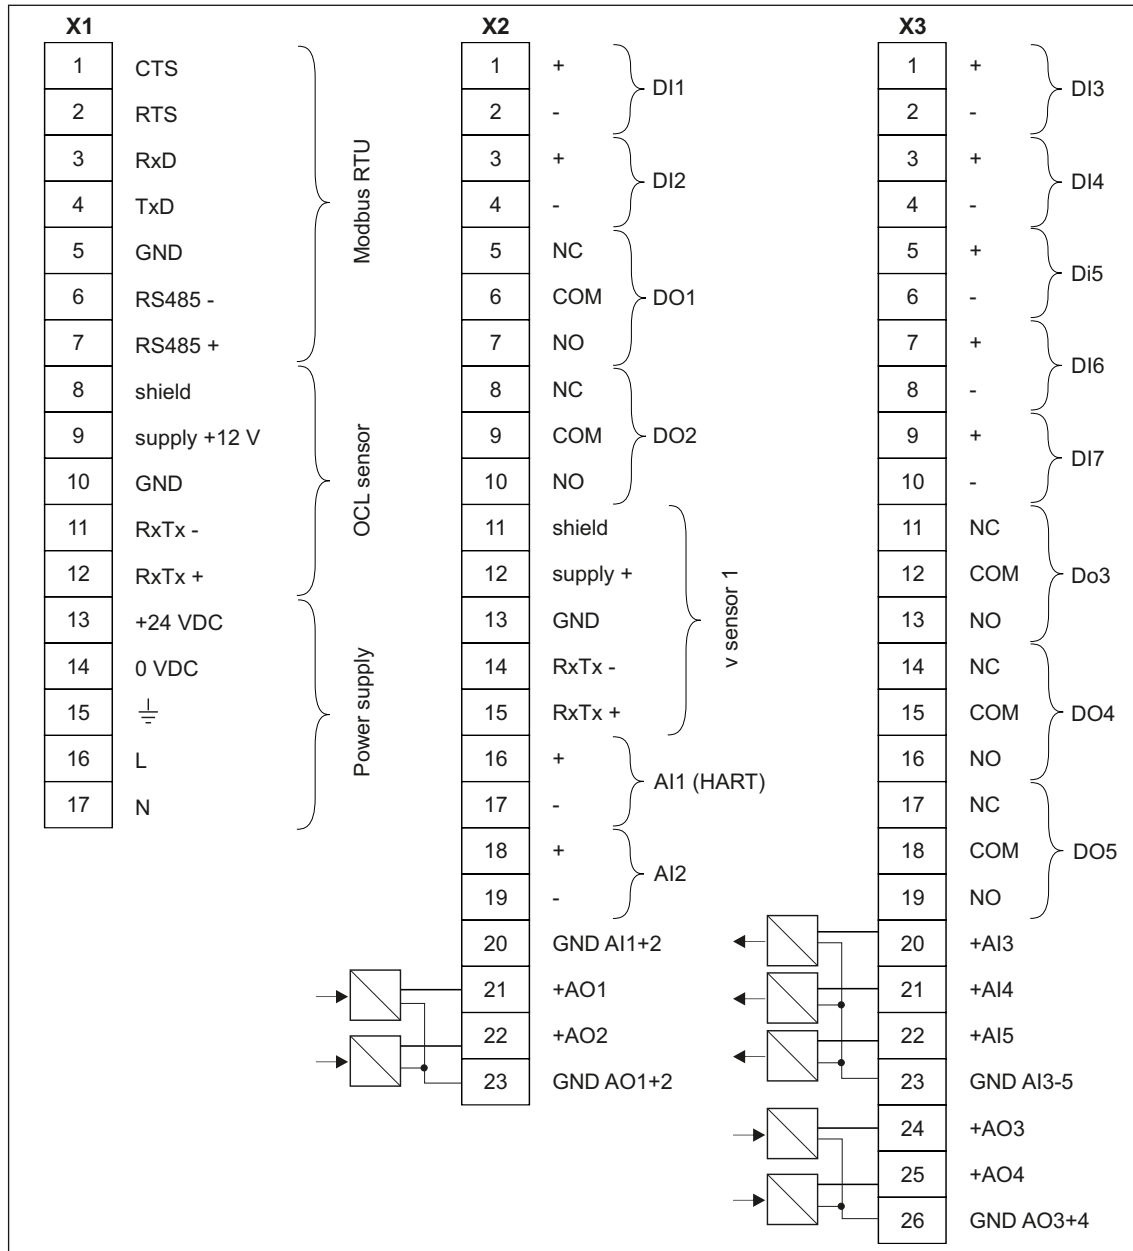 X1
1 CTS
2 RTS
3 RxD
4 TxD
5 GND
6 RS485 -
7 RS485 +
Modbus RTU
8 shield
9 supply +12 V
10 GND
11 RxTx -
12 RxTx +
OCL sensor
13 +24 VDC
14 0 VDC
15
16 L
17 N
Power supply
X2
1 +
2 -
DI1
3 +
4 -
DI2
5 NC
6 COM
7 NO
DO1
8 NC
9 COM
10 NO
DO2
11 shield
12 supply +
13 GND
14 RxTx -
15 RxTx +
v sensor 1
16 +
17 -
AI1 (HART)
18 +
19 -
AI2
20 GND AI1+2
21 +AO1
22 +AO2
23 GND AO1+2
X3
1 +
2 -
DI3
3 +
4 -
DI4
5 +
6 -
Di5
7 +
8 -
DI6
9 +
10 -
DI7
11 NC
12 COM
13 NO
Do3
14 NC
15 COM
16 NO
DO4
17 NC
18 COM
19 NO
DO5
20 +AI3
21 +AI4
22 +AI5
23 GND AI3-5
24 +AO3
25 +AO4
26 GND AO3+4